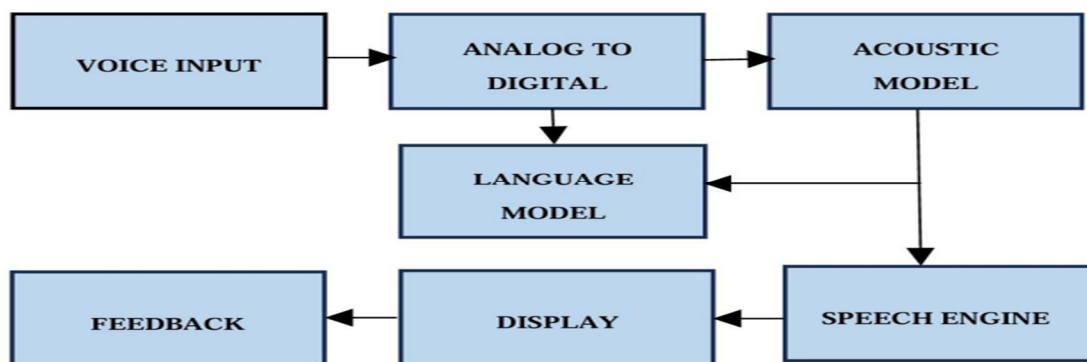 VOICE INPUT
ANALOG TO
DIGITAL
ACOUSTIC
MODEL
LANGUAGE
MODEL
FEEDBACK
DISPLAY
SPEECH ENGINE